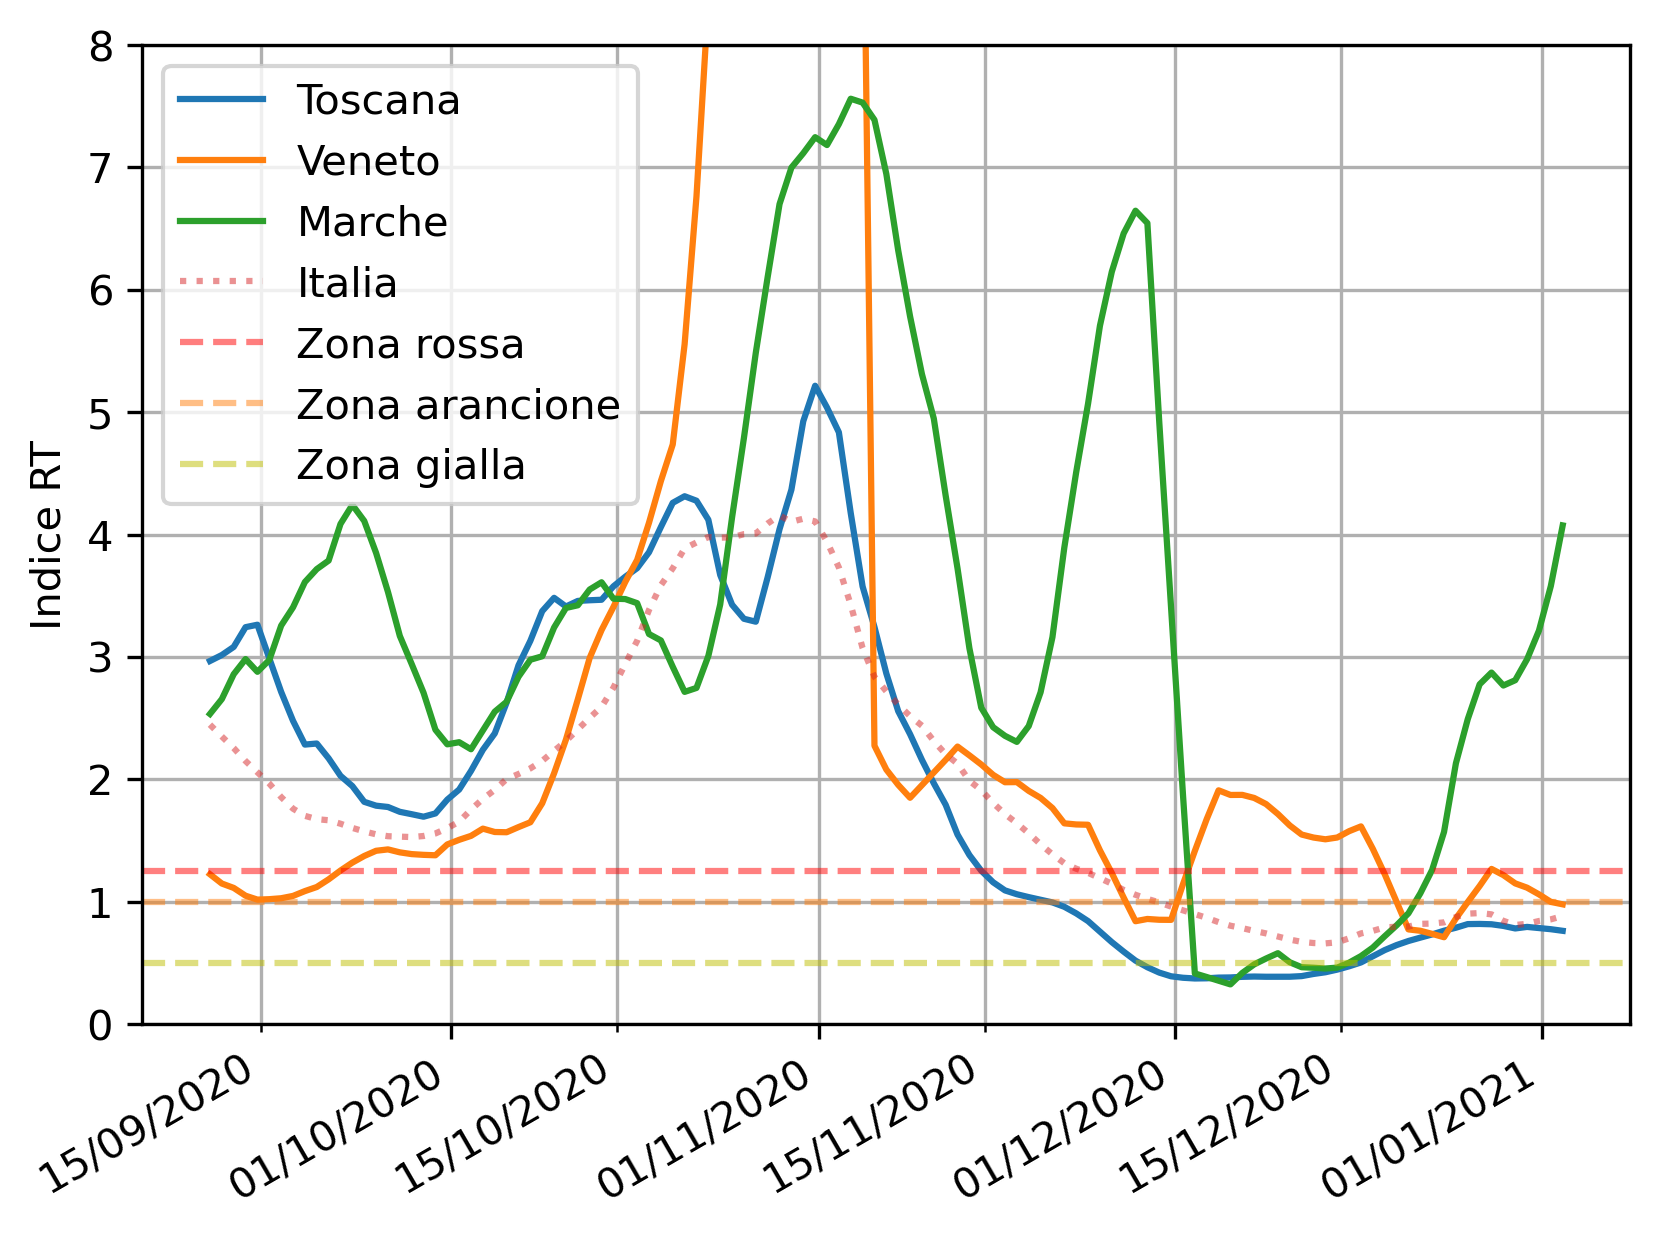 8
7
6
5
4
3
2
1
0
Indice RT
Toscana
Veneto
Marche
Italia
Zona rossa
Zona arancione
Zona gialla
15/09/2020
01/10/2020
15/10/2020
01/11/2020
15/11/2020
01/12/2020
15/12/2020
01/01/2021